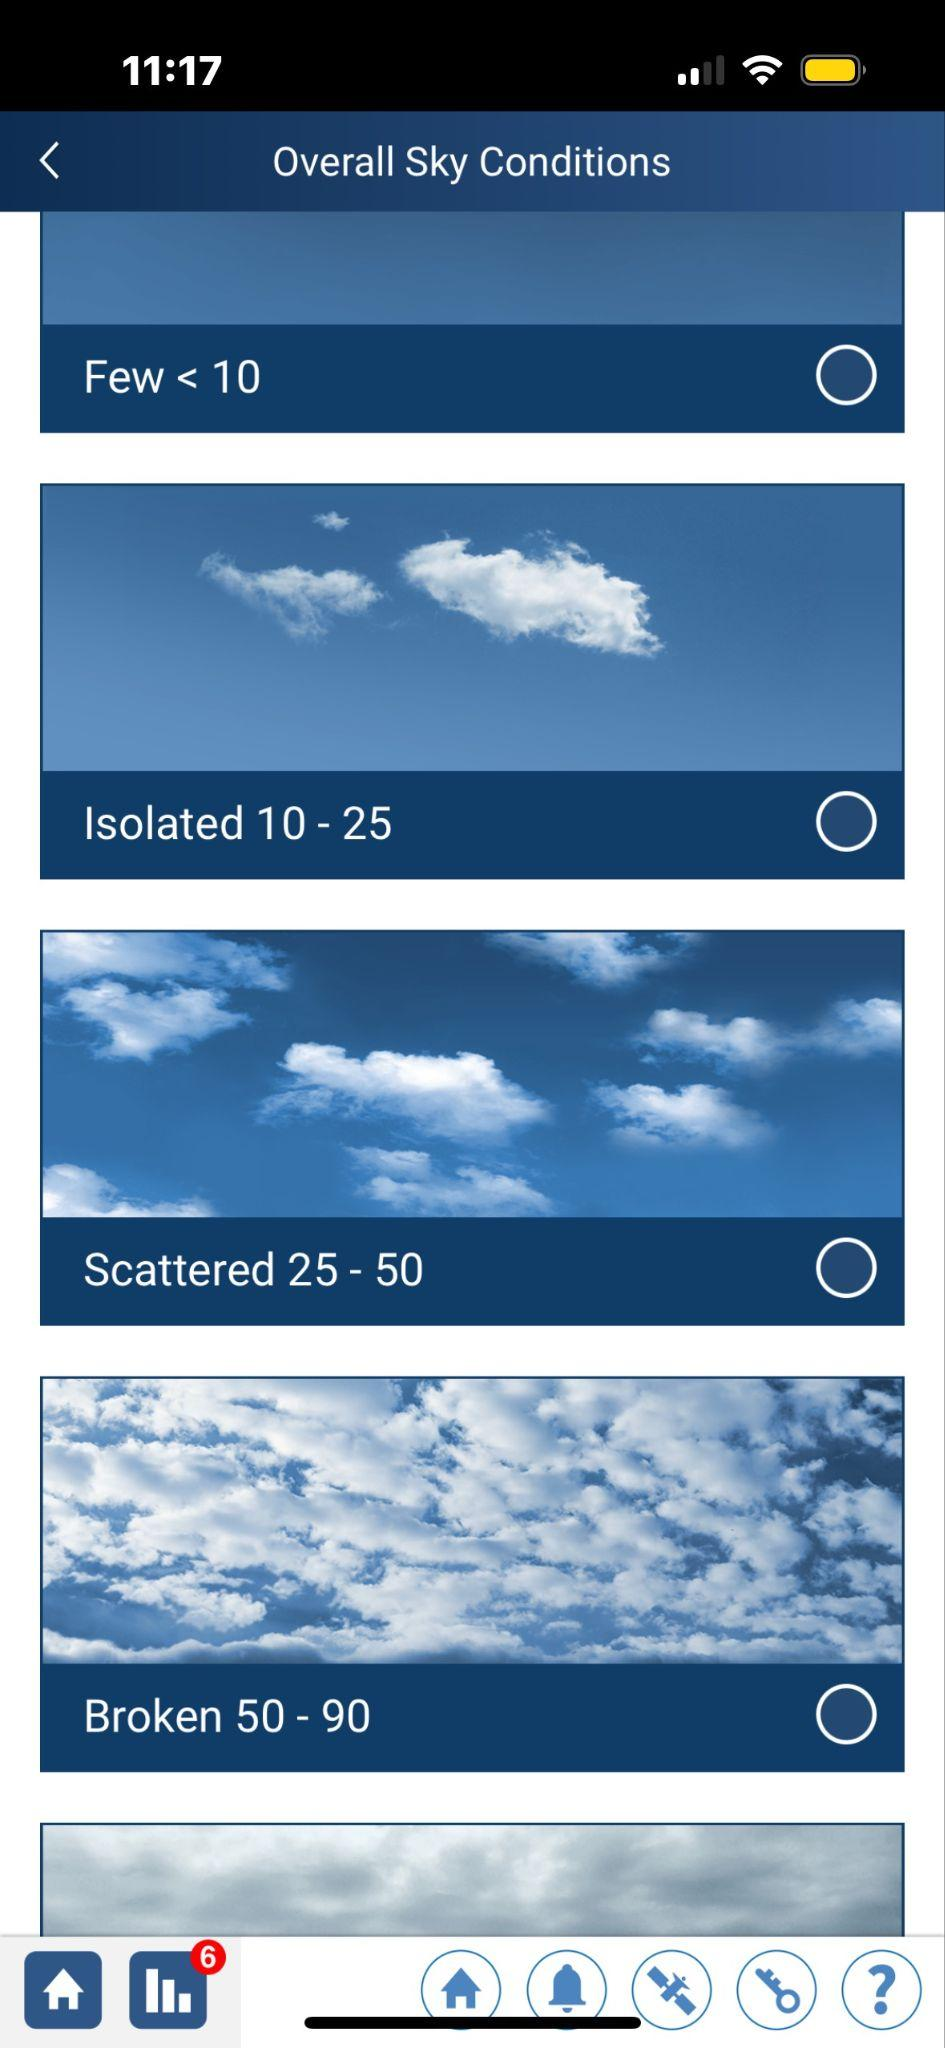 11:17
Overall Sky Conditions
Few < 10
Isolated 10 - 25
Scattered 25 - 50
Broken 50 - 90
6
?